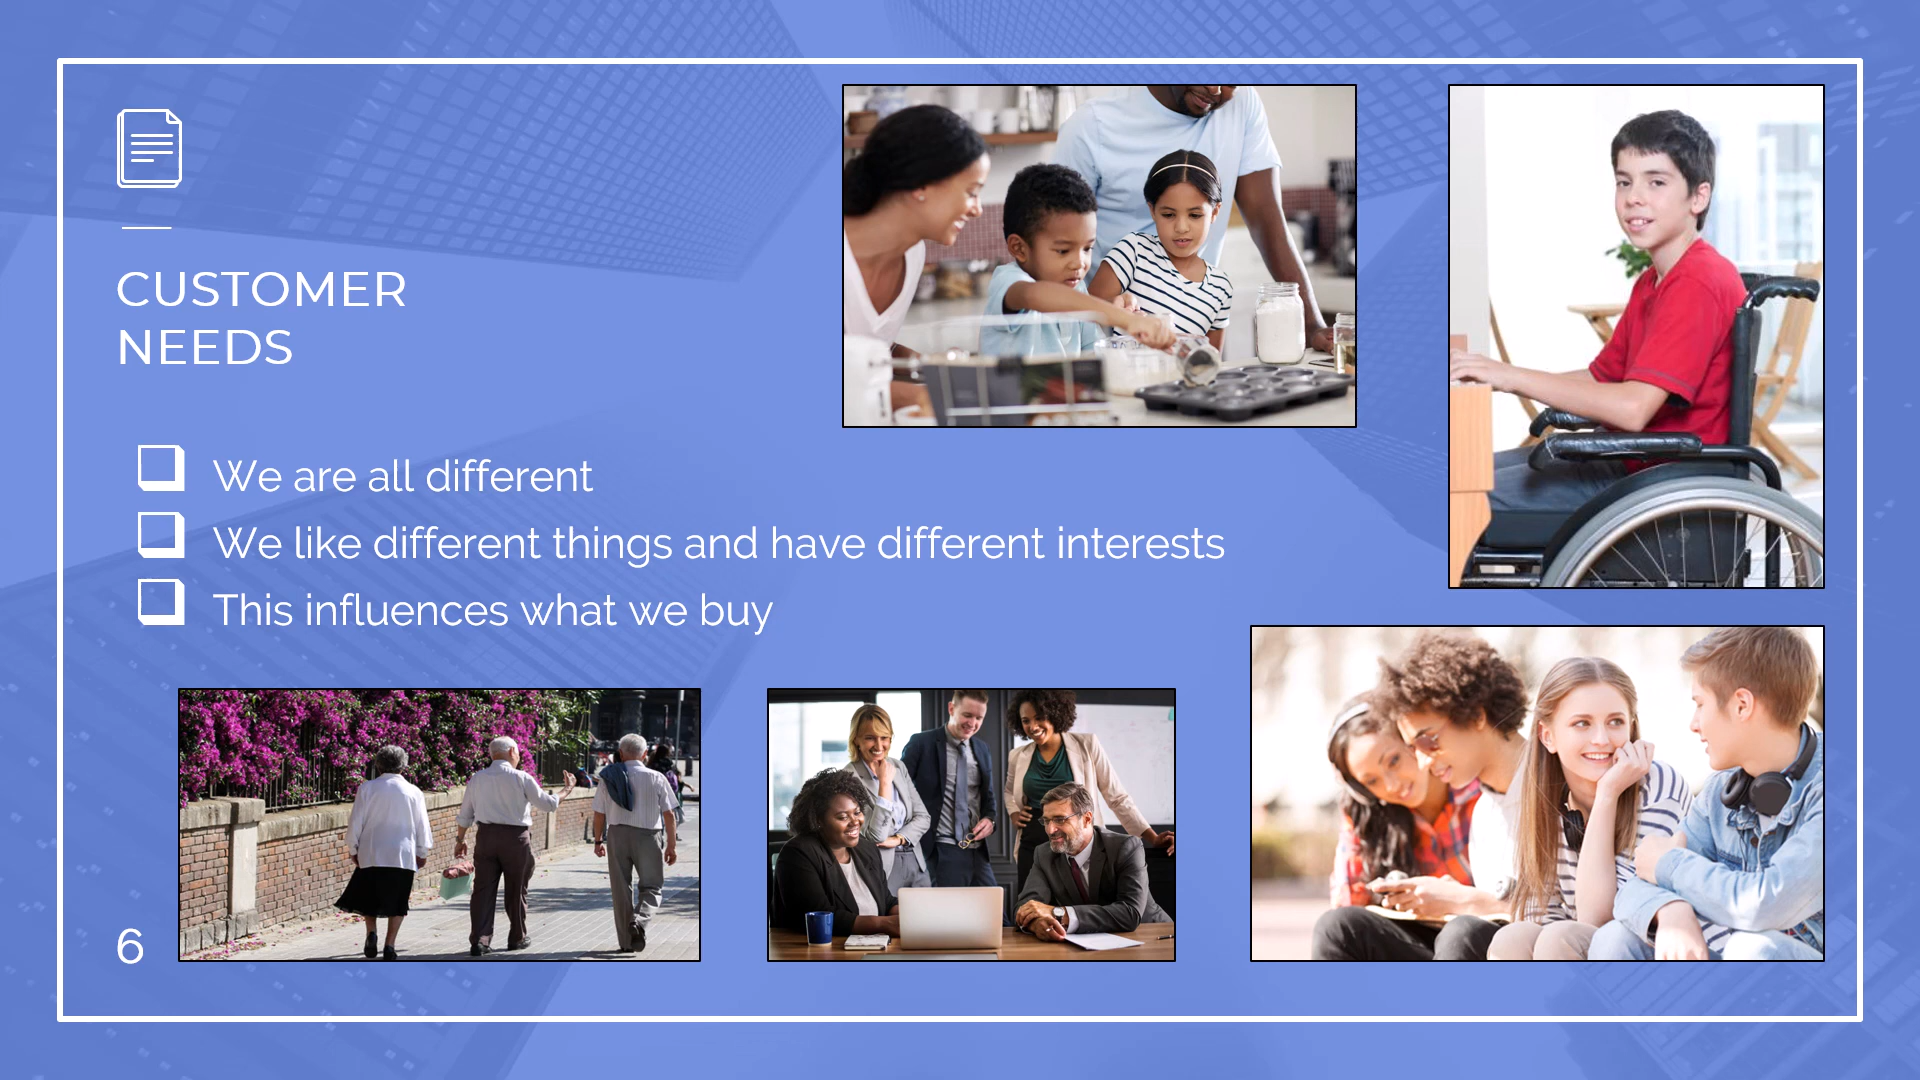 CUSTOMER
NEEDS
We are all different
We like different things and have different interests
This influences what we buy
6